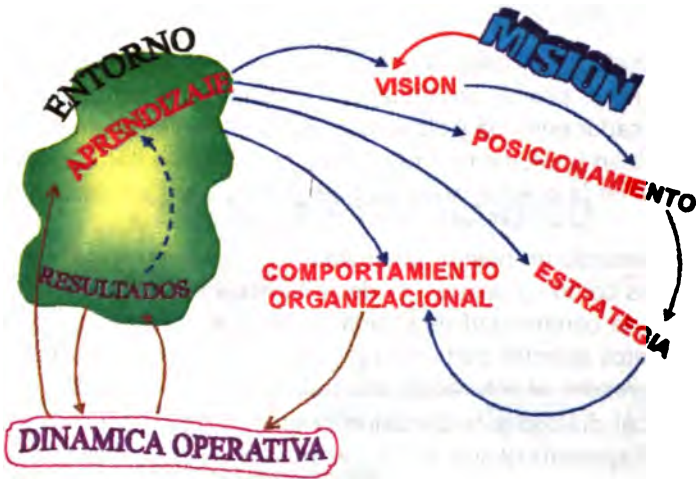 ENTORNO
APRENDIZAJE
RESULTADOS
MISION
VISION
POSICIONAMIENTO
ESTRATEGIA
COMPORTAMIENTO
ORGANIZACIONAL
DINAMICA OPERATIVA